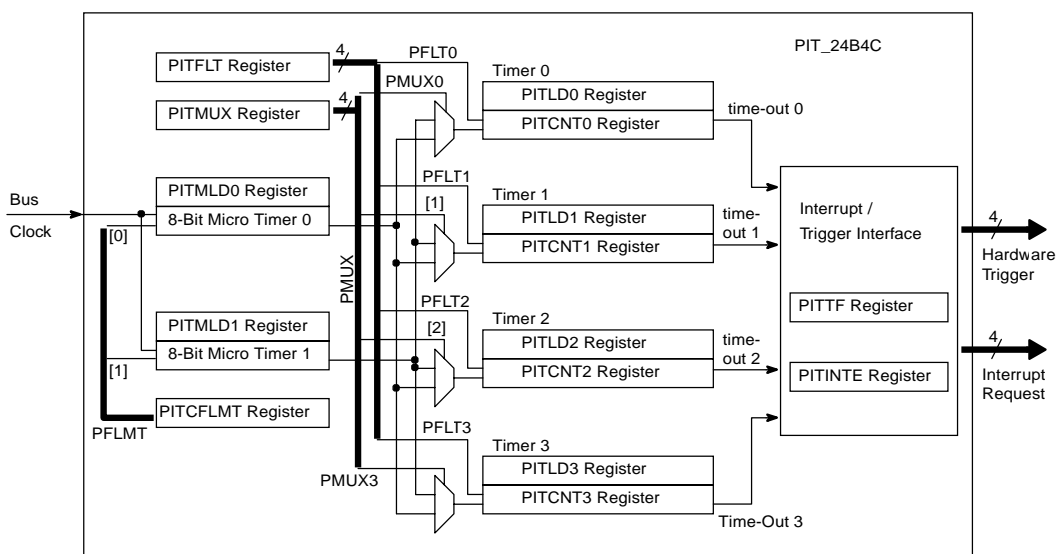 PIT_24B4C
4
PFLT0
PITFLT Register
PMUX0
4
PITMUX Register
Timer 0
PITLD0 Register
PITCNT0 Register
time-out 0
Bus
Clock
PITMLD0 Register
8-Bit Micro Timer 0
[0]
PFLT1
[1]
PMUX
Timer 1
PITLD1 Register
PITCNT1 Register
time-
out 1
Interrupt /
Trigger Interface
4
Hardware
Trigger
PITMLD1 Register
8-Bit Micro Timer 1
[1]
PFLT2
[2]
Timer 2
PITLD2 Register
PITCNT2 Register
time-
out 2
PITTF Register
PITINTE Register
4
Interrupt
Request
PITCFLMT Register
PFLMT
PFLT3
PMUX3
Timer 3
PITLD3 Register
PITCNT3 Register
Time-Out 3